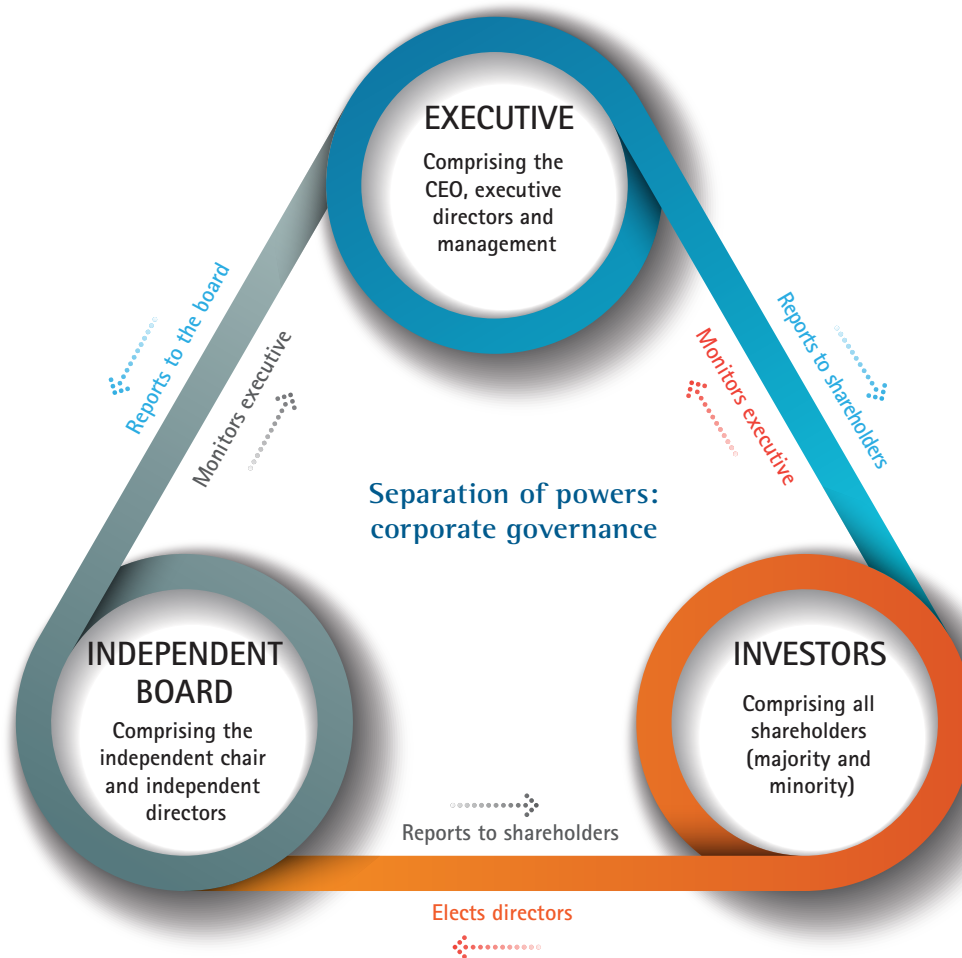 EXECUTIVE
Comprising the
CEO, executive
directors and
management
Reports to the board
Monitors executive
Monitors executive
Reports to shareholders
Separation of powers:
corporate governance
INDEPENDENT
BOARD
Comprising the
independent chair
and independent
directors
INVESTORS
Comprising all
shareholders
(majority and
minority)
Reports to shareholders
Elects directors